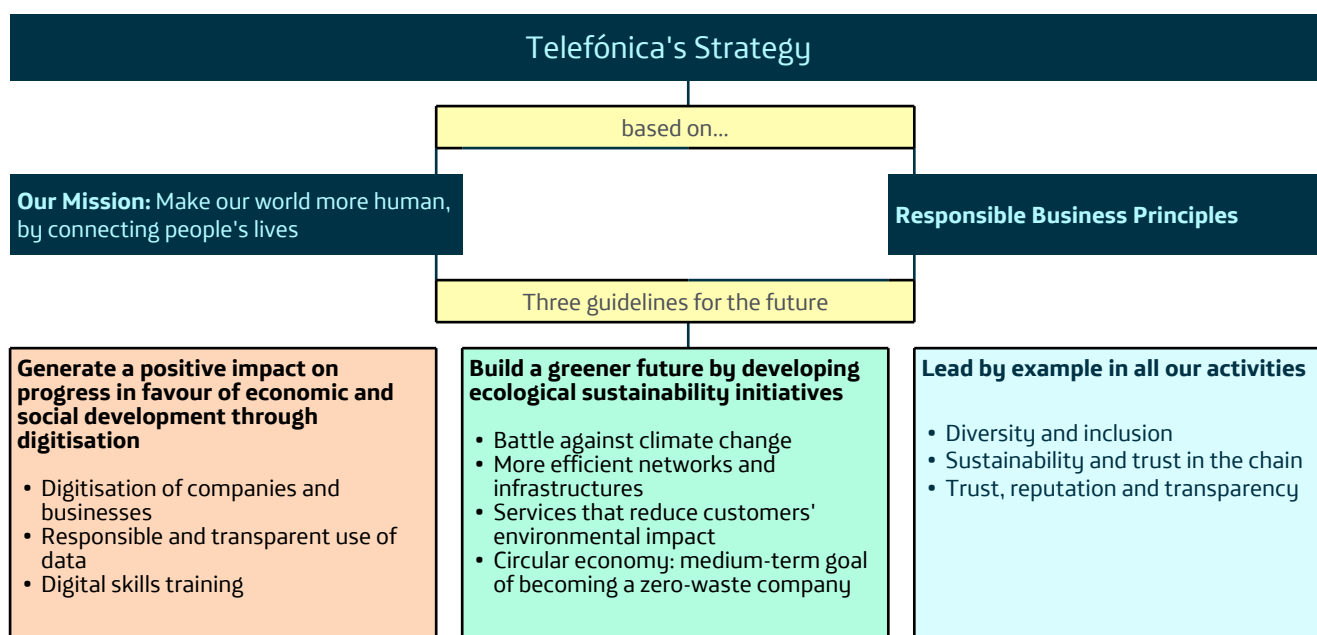 Telefónica's Strategy
based on...
Our Mission: Make our world more human,
by connecting people's lives
Responsible Business Principles
Three guidelines for the future
Generate a positive impact on
progress in favour of economic and
social development through
digitisation
• Digitisation of companies and
businesses
• Responsible and transparent use of
data
• Digital skills training
Build a greener future by developing
ecological sustainability initiatives
• Battle against climate change
• More efficient networks and
infrastructures
• Services that reduce customers'
environmental impact
• Circular economy: medium-term goal
of becoming a zero-waste company
Lead by example in all our activities
• Diversity and inclusion
• Sustainability and trust in the chain
• Trust, reputation and transparency